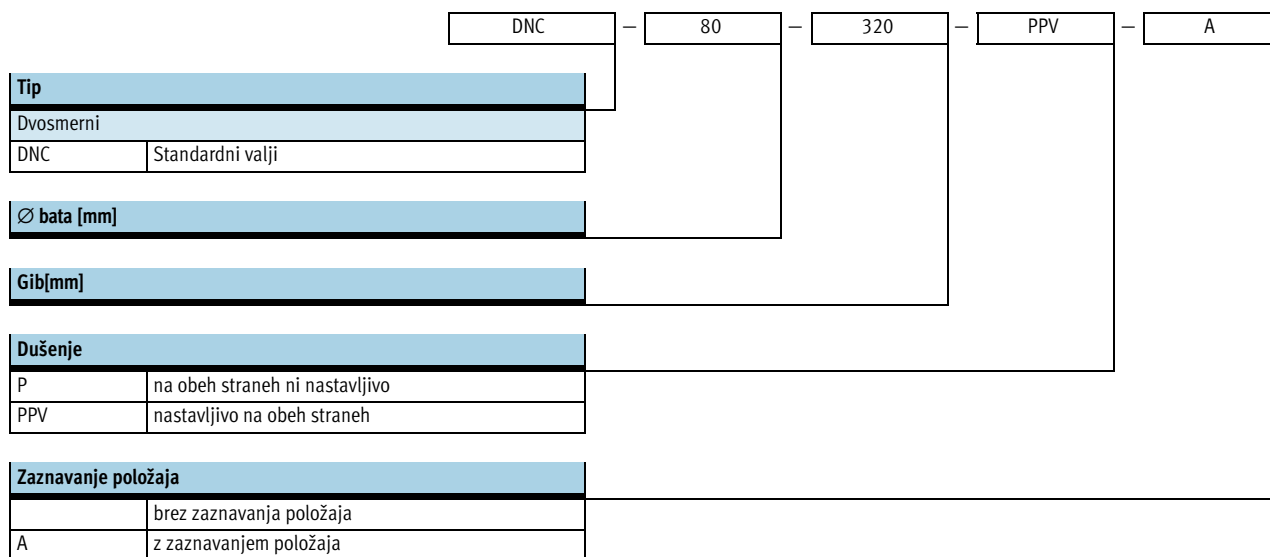 DNC – 80 – 320 – PPV – A
Tip
Dvosmerni
DNC Standardni valji
∅ bata [mm]
Gib[mm]
Dušenje
P na obeh straneh ni nastavljivo
PPV nastavljivo na obeh straneh
Zaznavanje položaja
brez zaznavanja položaja
A z zaznavanjem položaja